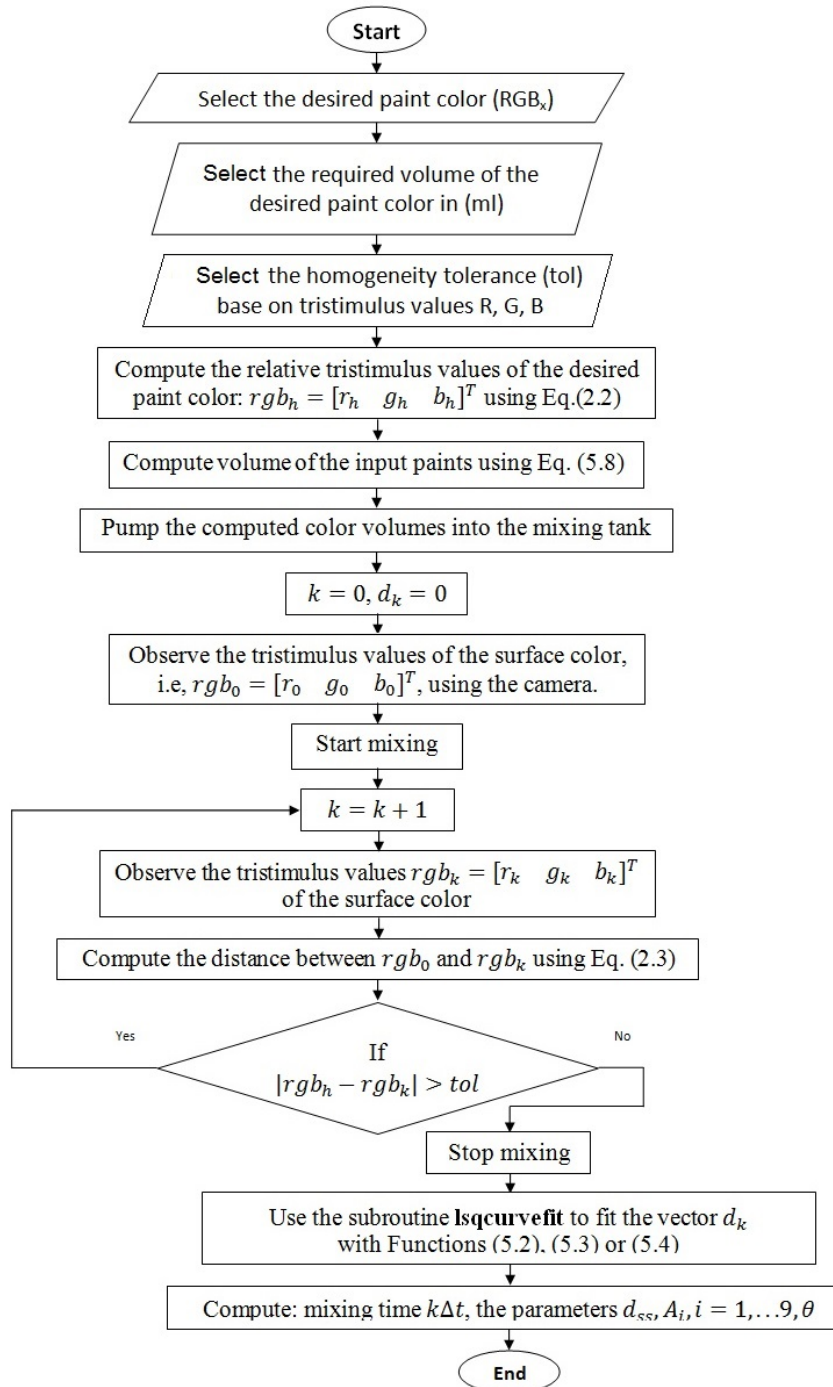 Start
Select the desired paint color (RGBₓ)
Select the required volume of the
desired paint color in (ml)
Select the homogeneity tolerance (tol)
base on tristimulus values R, G, B
Compute the relative tristimulus values of the desired
paint color: rgbₕ = [rₕ gₕ bₕ]ᵀ using Eq.(2.2)
Compute volume of the input paints using Eq. (5.8)
Pump the computed color volumes into the mixing tank
k = 0, dₖ = 0
Observe the tristimulus values of the surface color,
i.e, rgb₀ = [r₀ g₀ b₀]ᵀ, using the camera.
Start mixing
k = k + 1
Observe the tristimulus values rgbₖ = [rₖ gₖ bₖ]ᵀ
of the surface color
Compute the distance between rgb₀ and rgbₖ using Eq. (2.3)
Yes
No
If
|rgbₕ − rgbₖ| > tol
Stop mixing
Use the subroutine lsqcurvefit to fit the vector dₖ
with Functions (5.2), (5.3) or (5.4)
Compute: mixing time kΔt, the parameters dₛₛ, Aᵢ, i = 1,…9, θ
End